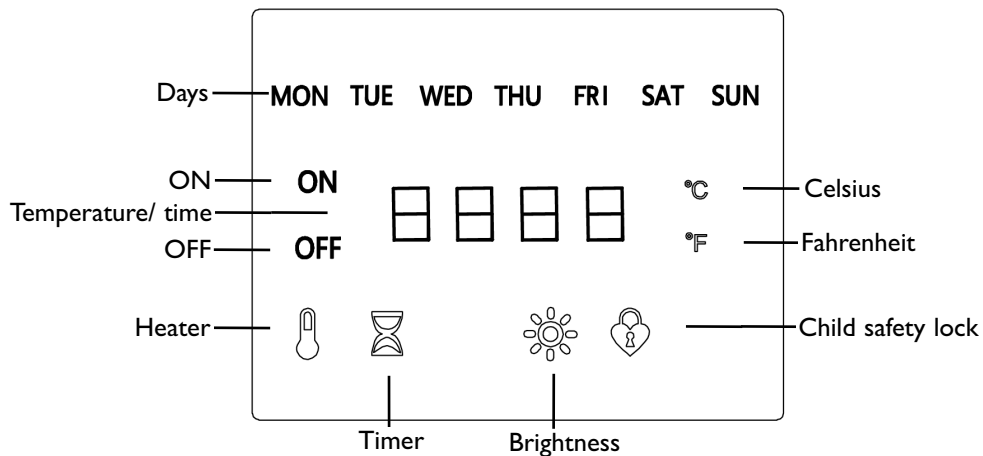 Days MON TUE WED THU FRI SAT SUN
ON ON
Temperature/ time 8888 °C Celsius
OFF OFF °F Fahrenheit
Heater Child safety lock
Timer Brightness